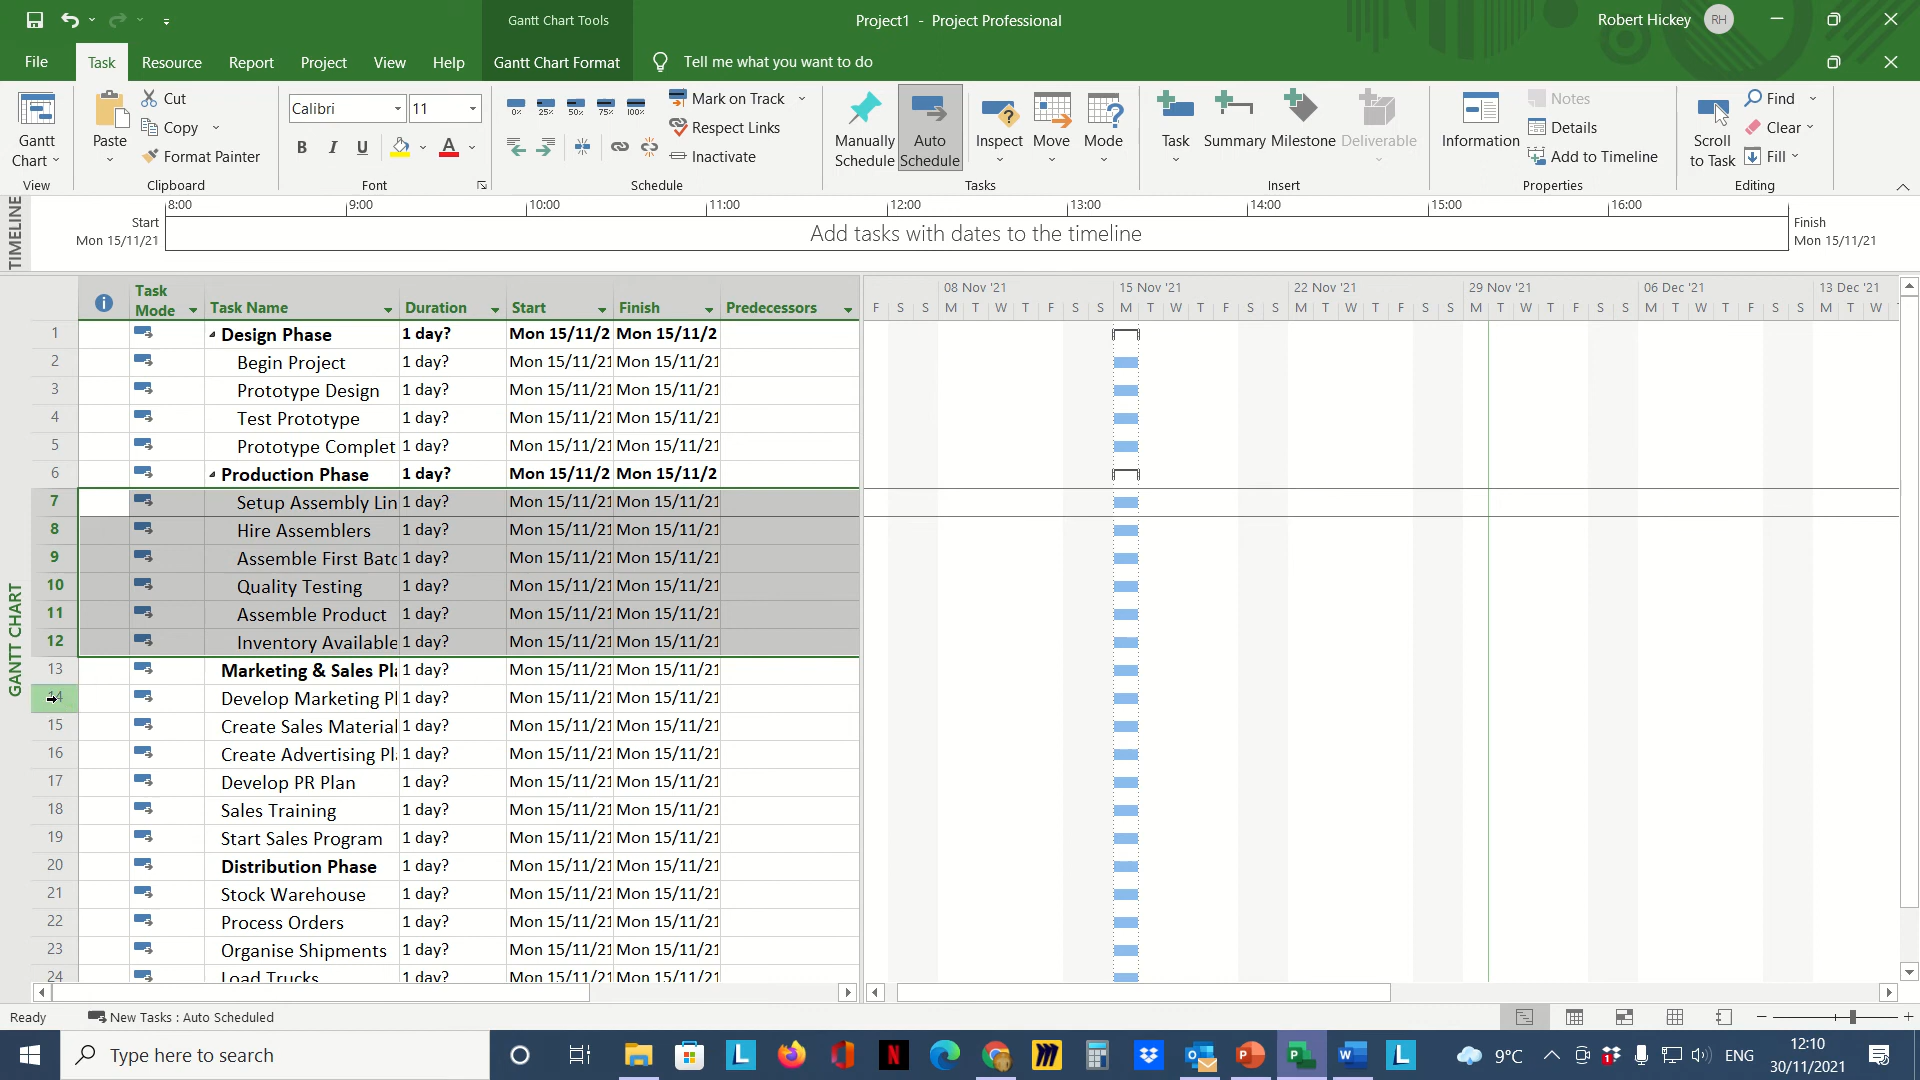 Gantt Chart Tools
Project1 - Project Professional
Robert Hickey
RH
File
Task
Resource
Report
Project
View
Help
Gantt Chart Format
Tell me what you want to do
Gantt
Chart
Paste
Cut
Copy
Format Painter
Calibri
11
B I U A
0% 25% 50% 75% 100%
Mark on Track
Respect Links
Inactivate
Manually
Schedule
Auto
Schedule
Inspect
Move
Mode
Task
Summary
Milestone
Deliverable
Information
Notes
Details
Add to Timeline
Scroll
to Task
Find
Clear
Fill
View
Clipboard
Font
Schedule
Tasks
Insert
Properties
Editing
TIMELINE
8:00 9:00 10:00 11:00 12:00 13:00 14:00 15:00 16:00
Start
Mon 15/11/21
Add tasks with dates to the timeline
Finish
Mon 15/11/21
GANTT CHART
Task
Mode
Task Name
Duration
Start
Finish
Predecessors
08 Nov '21 15 Nov '21 22 Nov '21 29 Nov '21 06 Dec '21 13 Dec '21
F S S M T W T F S S M T W T F S S M T W T F S S M T W T F S S M T W T F S S M T W
1 Design Phase 1 day? Mon 15/11/2 Mon 15/11/2
2 Begin Project 1 day? Mon 15/11/21 Mon 15/11/21
3 Prototype Design 1 day? Mon 15/11/21 Mon 15/11/21
4 Test Prototype 1 day? Mon 15/11/21 Mon 15/11/21
5 Prototype Complet 1 day? Mon 15/11/21 Mon 15/11/21
6 Production Phase 1 day? Mon 15/11/2 Mon 15/11/2
7 Setup Assembly Lin 1 day? Mon 15/11/21 Mon 15/11/21
8 Hire Assemblers 1 day? Mon 15/11/21 Mon 15/11/21
9 Assemble First Batc 1 day? Mon 15/11/21 Mon 15/11/21
10 Quality Testing 1 day? Mon 15/11/21 Mon 15/11/21
11 Assemble Product 1 day? Mon 15/11/21 Mon 15/11/21
12 Inventory Available 1 day? Mon 15/11/21 Mon 15/11/21
13 Marketing & Sales Pla 1 day? Mon 15/11/21 Mon 15/11/21
14 Develop Marketing Pl 1 day? Mon 15/11/21 Mon 15/11/21
15 Create Sales Material 1 day? Mon 15/11/21 Mon 15/11/21
16 Create Advertising Pla 1 day? Mon 15/11/21 Mon 15/11/21
17 Develop PR Plan 1 day? Mon 15/11/21 Mon 15/11/21
18 Sales Training 1 day? Mon 15/11/21 Mon 15/11/21
19 Start Sales Program 1 day? Mon 15/11/21 Mon 15/11/21
20 Distribution Phase 1 day? Mon 15/11/21 Mon 15/11/21
21 Stock Warehouse 1 day? Mon 15/11/21 Mon 15/11/21
22 Process Orders 1 day? Mon 15/11/21 Mon 15/11/21
23 Organise Shipments 1 day? Mon 15/11/21 Mon 15/11/21
24 Load Trucks 1 day? Mon 15/11/21 Mon 15/11/21
Ready
New Tasks : Auto Scheduled
Type here to search
9°C
ENG
12:10
30/11/2021